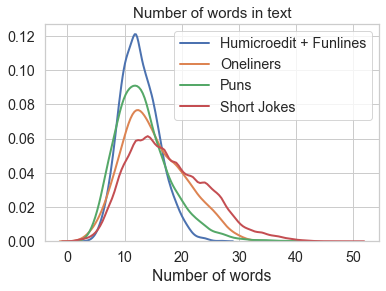 Number of words in text
0.12
0.10
0.08
0.06
0.04
0.02
0.00
Humicroedit + Funlines
Oneliners
Puns
Short Jokes
0 10 20 30 40 50
Number of words